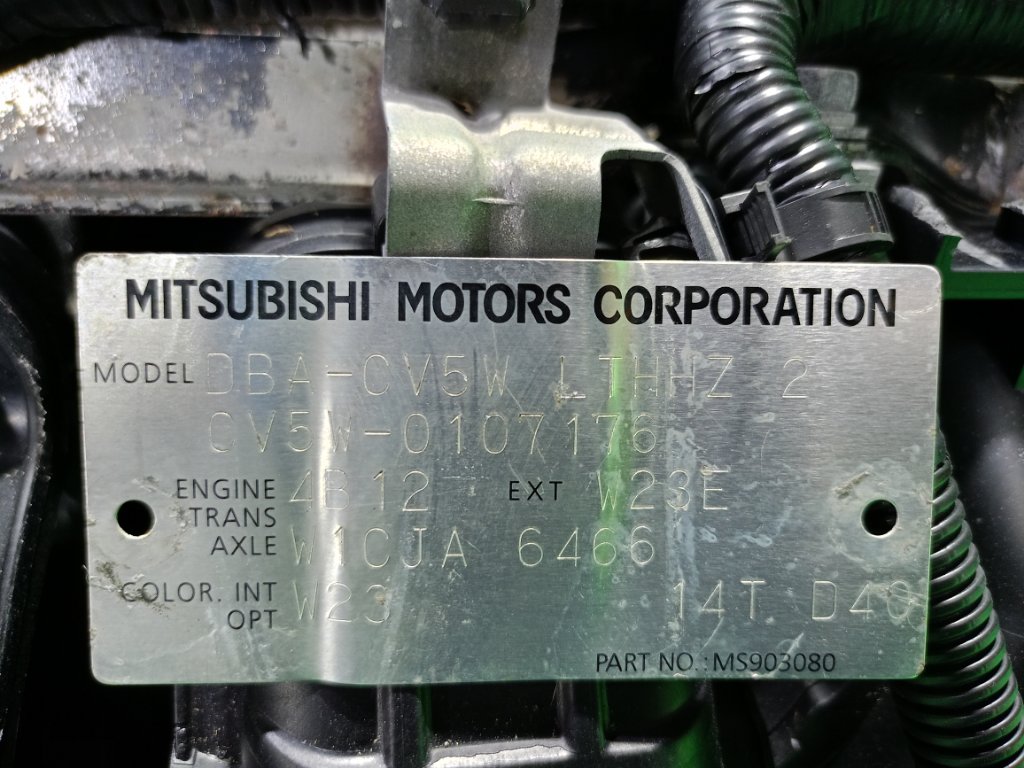 MITSUBISHI MOTORS CORPORATION
MODEL DBA-CV5W LTHHZ 2
CV5W-0107176
ENGINE 4B12 EXT W23E
TRANS
AXLE W1CJA 6466
COLOR. INT W23 14T D40
OPT
PART NO.:MS903080